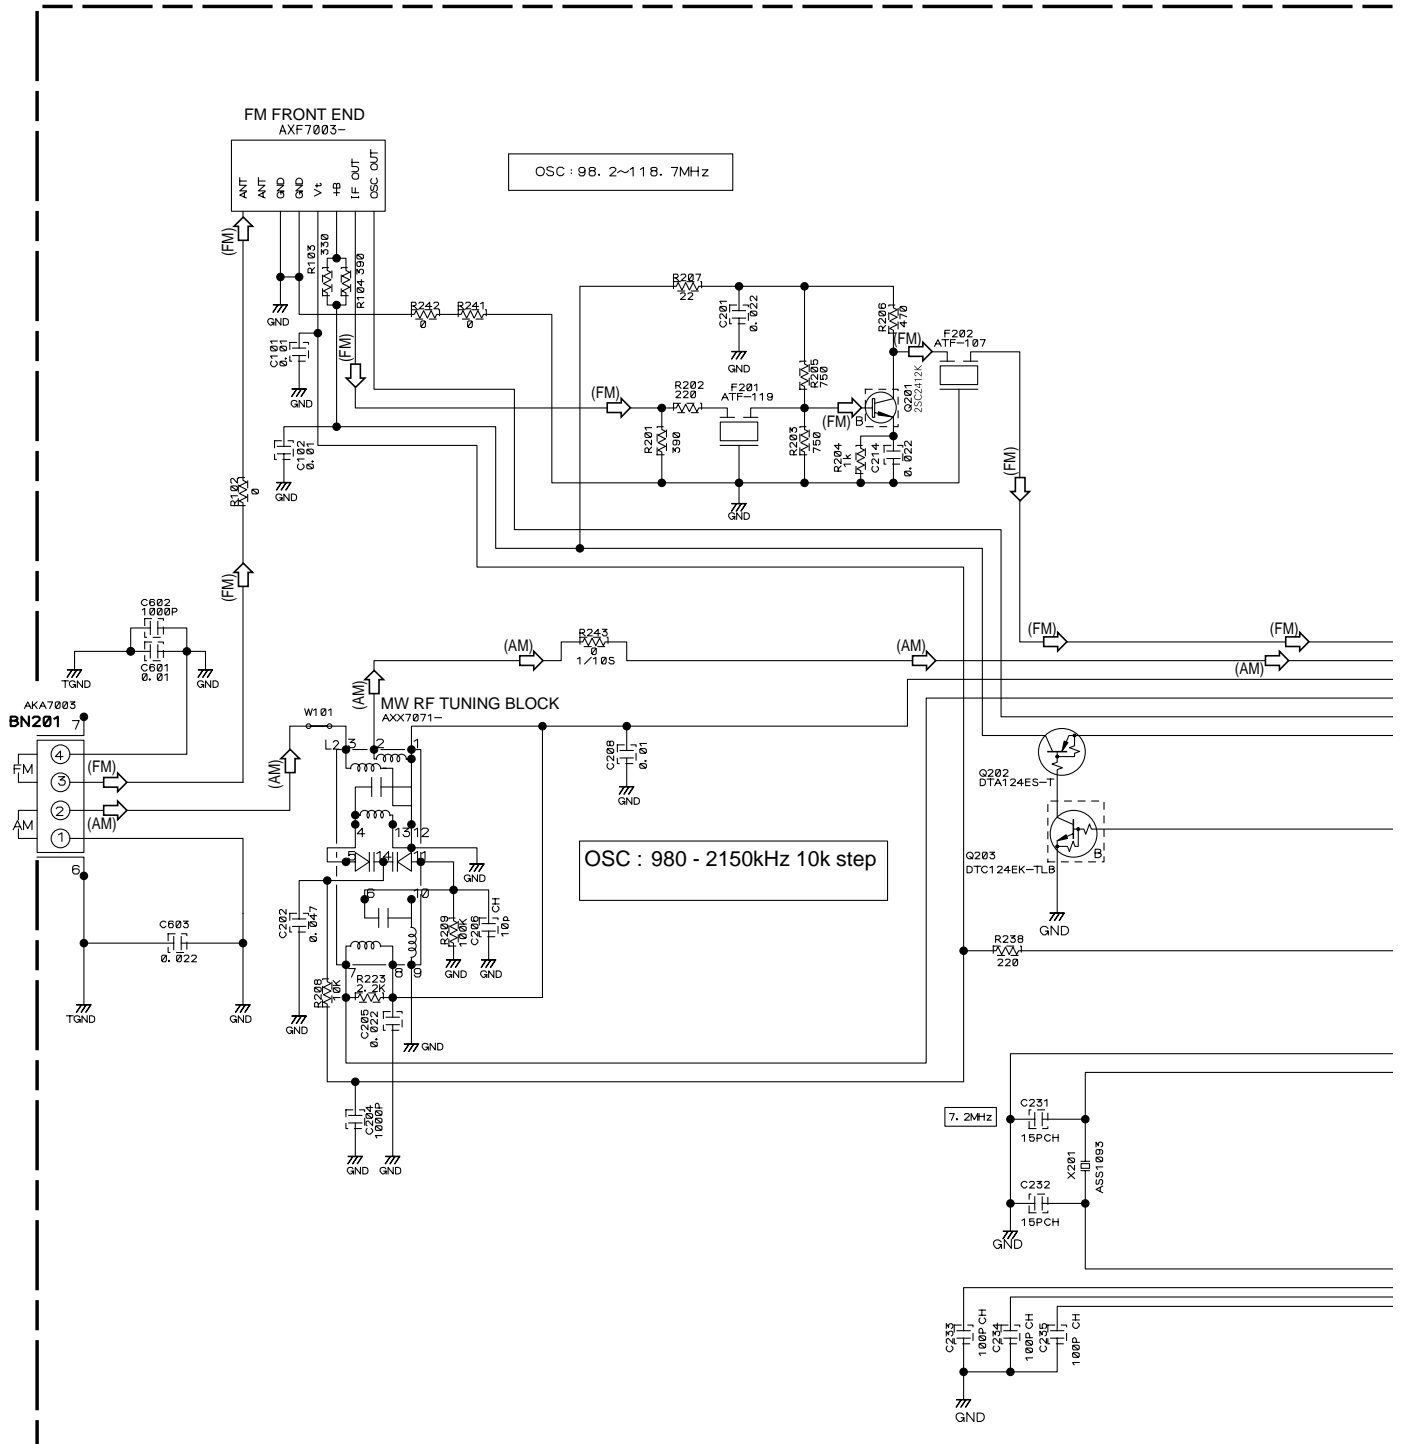 FM FRONT END
AXF7003-
ANT
ANT
GND
GND
Vt
+B
IF OUT
OSC OUT
OSC : 98. 2~118. 7MHz
(FM)
R103
330
R104 390
GND
R242
0
R241
0
C101
0.01
GND
(FM)
R207
22
C201
0.022
GND
R206
470
(FM)
F202
ATF-107
R205
750
Q201
2SC2412K
(FM)
R202
220
F201
ATF-119
(FM)
B
R201
390
R203
750
R204
1k
C214
0.022
GND
(FM)
C102
0.01
GND
R102
0
(FM)
C602
1000P
C601
0.01
TGND
GND
R243
0
1/10S
(AM)
(AM)
(FM)
(FM)
(AM)
AKA7003
BN201
7
4
3
2
1
FM
AM
(FM)
(AM)
6
(AM)
W101
(AM)
MW RF TUNING BLOCK
AXX7071-
L2
3
2
1
4
13
12
5
14
11
6
10
7
8
9
GND
C208
0.01
GND
OSC : 980 - 2150kHz 10k step
Q202
DTA124ES-T
Q203
DTC124EK-TLB
B
GND
C603
0.022
TGND
GND
C202
0.047
GND
R209
100K
GND
C206
10p
CH
GND
R208
10K
R223
2.2K
C205
0.022
GND
GND
C204
1000P
GND
R238
220
7.2MHz
C231
15PCH
X201
ASS1093
C232
15PCH
GND
C233
100P CH
C234
100P CH
C235
100P CH
GND